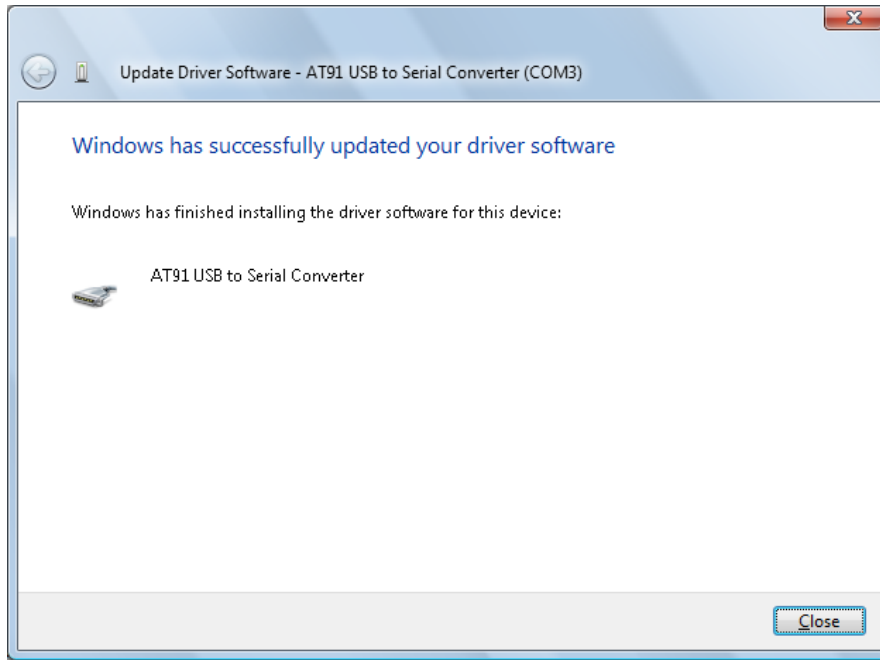 Update Driver Software - AT91 USB to Serial Converter (COM3)
Windows has successfully updated your driver software
Windows has finished installing the driver software for this device:
AT91 USB to Serial Converter
Close